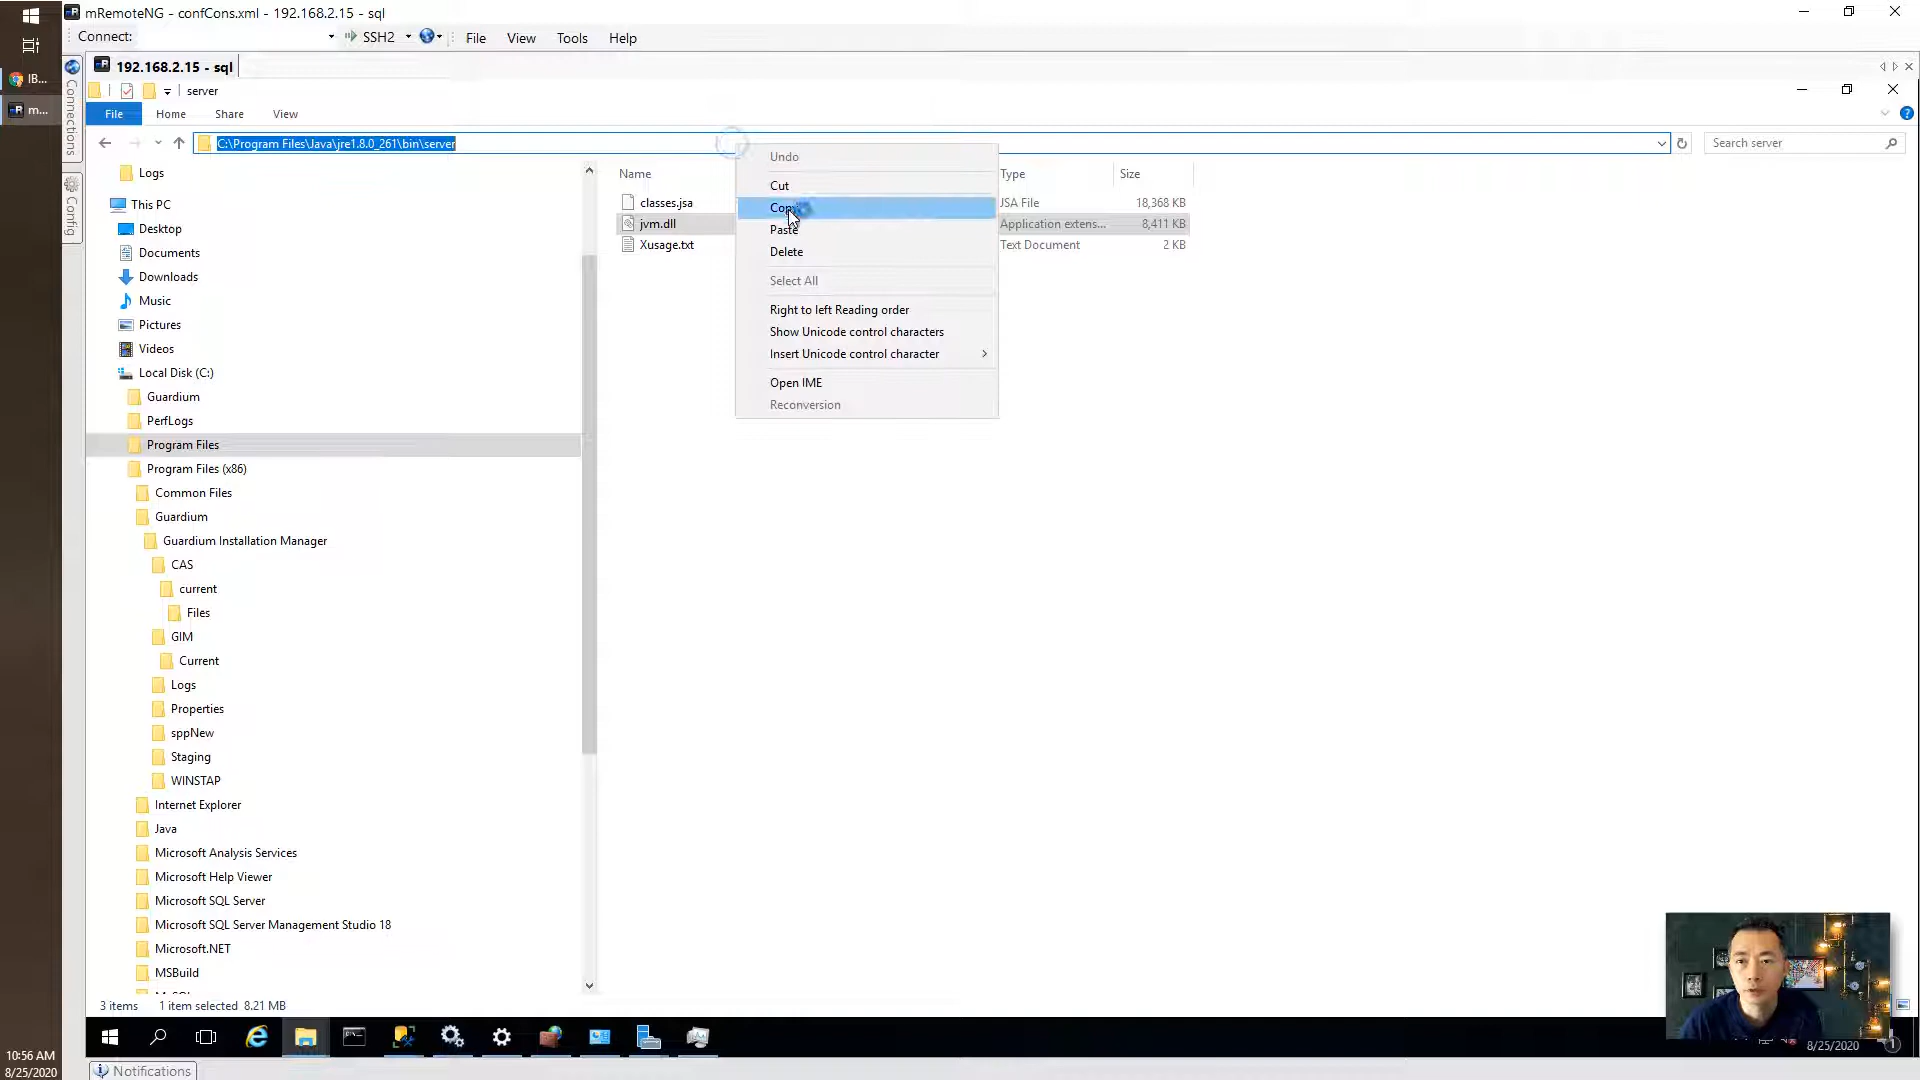 mRemoteNG - confCons.xml - 192.168.2.15 - sql
Connect:
SSH2
File
View
Tools
Help
IB...
m...
Connections
Config
192.168.2.15 - sql
server
File
Home
Share
View
C:\Program Files\Java\jre1.8.0_261\bin\server
Search server
Name
Type
Size
classes.jsa
JSA File
18,368 KB
jvm.dll
Application extens...
8,411 KB
Xusage.txt
Text Document
2 KB
Undo
Cut
Copy
Paste
Delete
Select All
Right to left Reading order
Show Unicode control characters
Insert Unicode control character
Open IME
Reconversion
Logs
This PC
Desktop
Documents
Downloads
Music
Pictures
Videos
Local Disk (C:)
Guardium
PerfLogs
Program Files
Program Files (x86)
Common Files
Guardium
Guardium Installation Manager
CAS
current
Files
GIM
Current
Logs
Properties
sppNew
Staging
WINSTAP
Internet Explorer
Java
Microsoft Analysis Services
Microsoft Help Viewer
Microsoft SQL Server
Microsoft SQL Server Management Studio 18
Microsoft.NET
MSBuild
3 items
1 item selected 8.21 MB
8/25/2020
1
10:56 AM
8/25/2020
Notifications